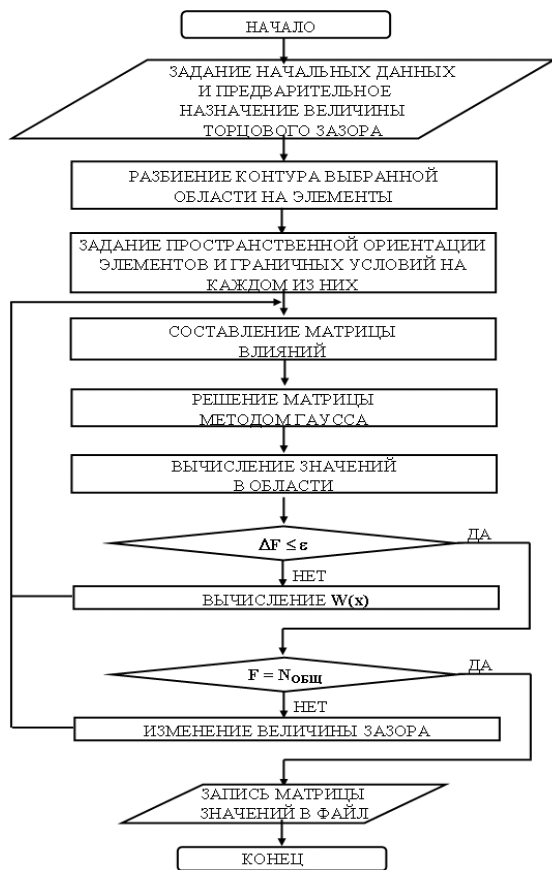 НАЧАЛО
ЗАДАНИЕ НАЧАЛЬНЫХ ДАННЫХ
И ПРЕДВАРИТЕЛЬНОЕ
НАЗНАЧЕНИЕ ВЕЛИЧИНЫ
ТОРЦОВОГО ЗАЗОРА
РАЗБИЕНИЕ КОНТУРА ВЫБРАННОЙ
ОБЛАСТИ НА ЭЛЕМЕНТЫ
ЗАДАНИЕ ПРОСТРАНСТВЕННОЙ ОРИЕНТАЦИИ
ЭЛЕМЕНТОВ И ГРАНИЧНЫХ УСЛОВИЙ НА
КАЖДОМ ИЗ НИХ
СОСТАВЛЕНИЕ МАТРИЦЫ
ВЛИЯНИЙ
РЕШЕНИЕ МАТРИЦЫ
МЕТОДОМ ГАУССА
ВЫЧИСЛЕНИЕ ЗНАЧЕНИЙ
В ОБЛАСТИ
ДА
ΔF ≤ ε
НЕТ
ВЫЧИСЛЕНИЕ W(x)
ДА
F = NОБЩ
НЕТ
ИЗМЕНЕНИЕ ВЕЛИЧИНЫ ЗАЗОРА
ЗАПИСЬ МАТРИЦЫ
ЗНАЧЕНИЙ В ФАЙЛ
КОНЕЦ